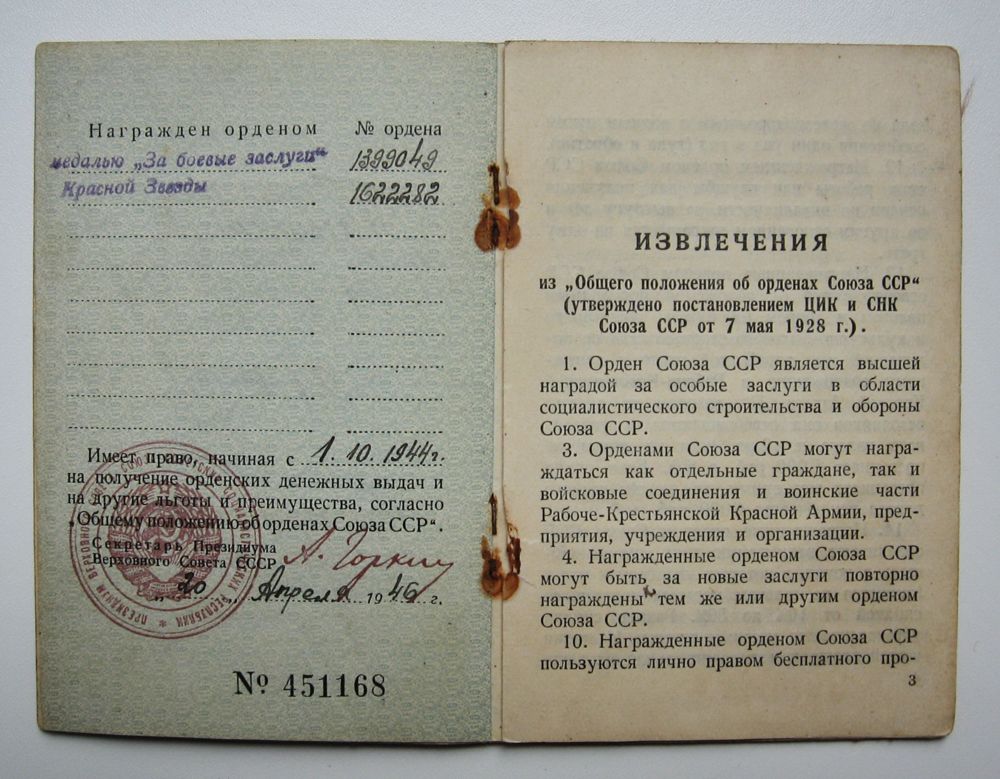 Награжден орденом № ордена
медалью „За боевые заслуги“ 1399049
Красной Звезды 1622282
Имеет право, начиная с 1.10.1944г.
на получение орденских денежных выдач и
на другие льготы и преимущества, согласно
„Общему положению об орденах Союза ССР“.
Секретарь Президиума
Верховного Совета СССР А. Горкин
„20„ Апреля 1946 г.
№ 451168
ИЗВЛЕЧЕНИЯ
из „Общего положения об орденах Союза ССР“
(утверждено постановлением ЦИК и СНК
Союза ССР от 7 мая 1928 г.).
1. Орден Союза ССР является высшей
наградой за особые заслуги в области
социалистического строительства и обороны
Союза ССР.
3. Орденами Союза ССР могут награ-
ждаться как отдельные граждане, так и
войсковые соединения и воинские части
Рабоче-Крестьянской Красной Армии, пред-
приятия, учреждения и организации.
4. Награжденные орденом Союза ССР
могут быть за новые заслуги повторно
награждены тем же или другим орденом
Союза ССР.
10. Награжденные орденом Союза ССР
пользуются лично правом бесплатного про-
3